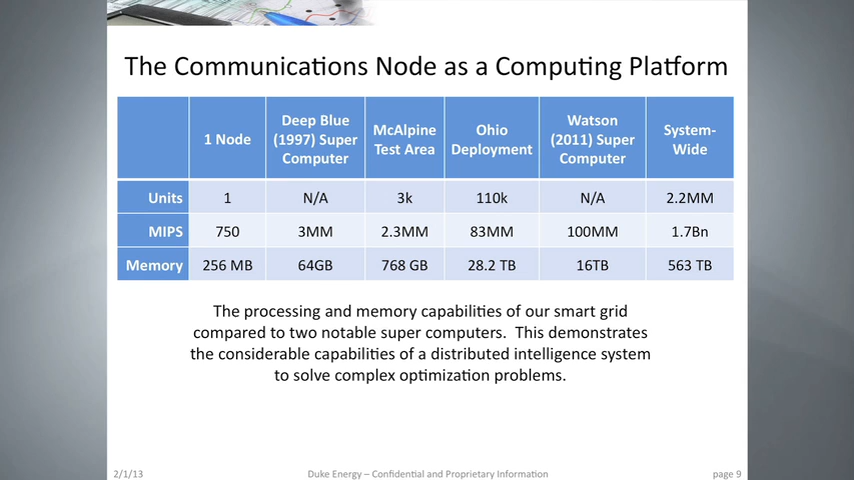 The Communications Node as a Computing Platform
1 Node
Deep Blue
(1997) Super
Computer
McAlpine
Test Area
Ohio
Deployment
Watson
(2011) Super
Computer
System-
Wide
Units 1 N/A 3k 110k N/A 2.2MM
MIPS 750 3MM 2.3MM 83MM 100MM 1.7Bn
Memory 256 MB 64GB 768 GB 28.2 TB 16TB 563 TB
The processing and memory capabilities of our smart grid
compared to two notable super computers. This demonstrates
the considerable capabilities of a distributed intelligence system
to solve complex optimization problems.
2/1/13 Duke Energy – Confidential and Proprietary Information page 9